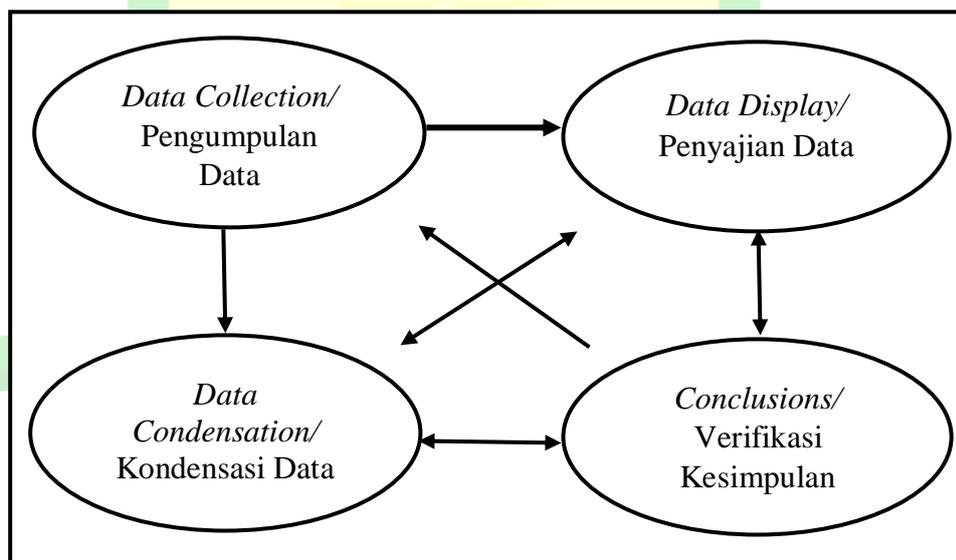 Data Collection/
Pengumpulan
Data
Data Display/
Penyajian Data
Data
Condensation/
Kondensasi Data
Conclusions/
Verifikasi
Kesimpulan